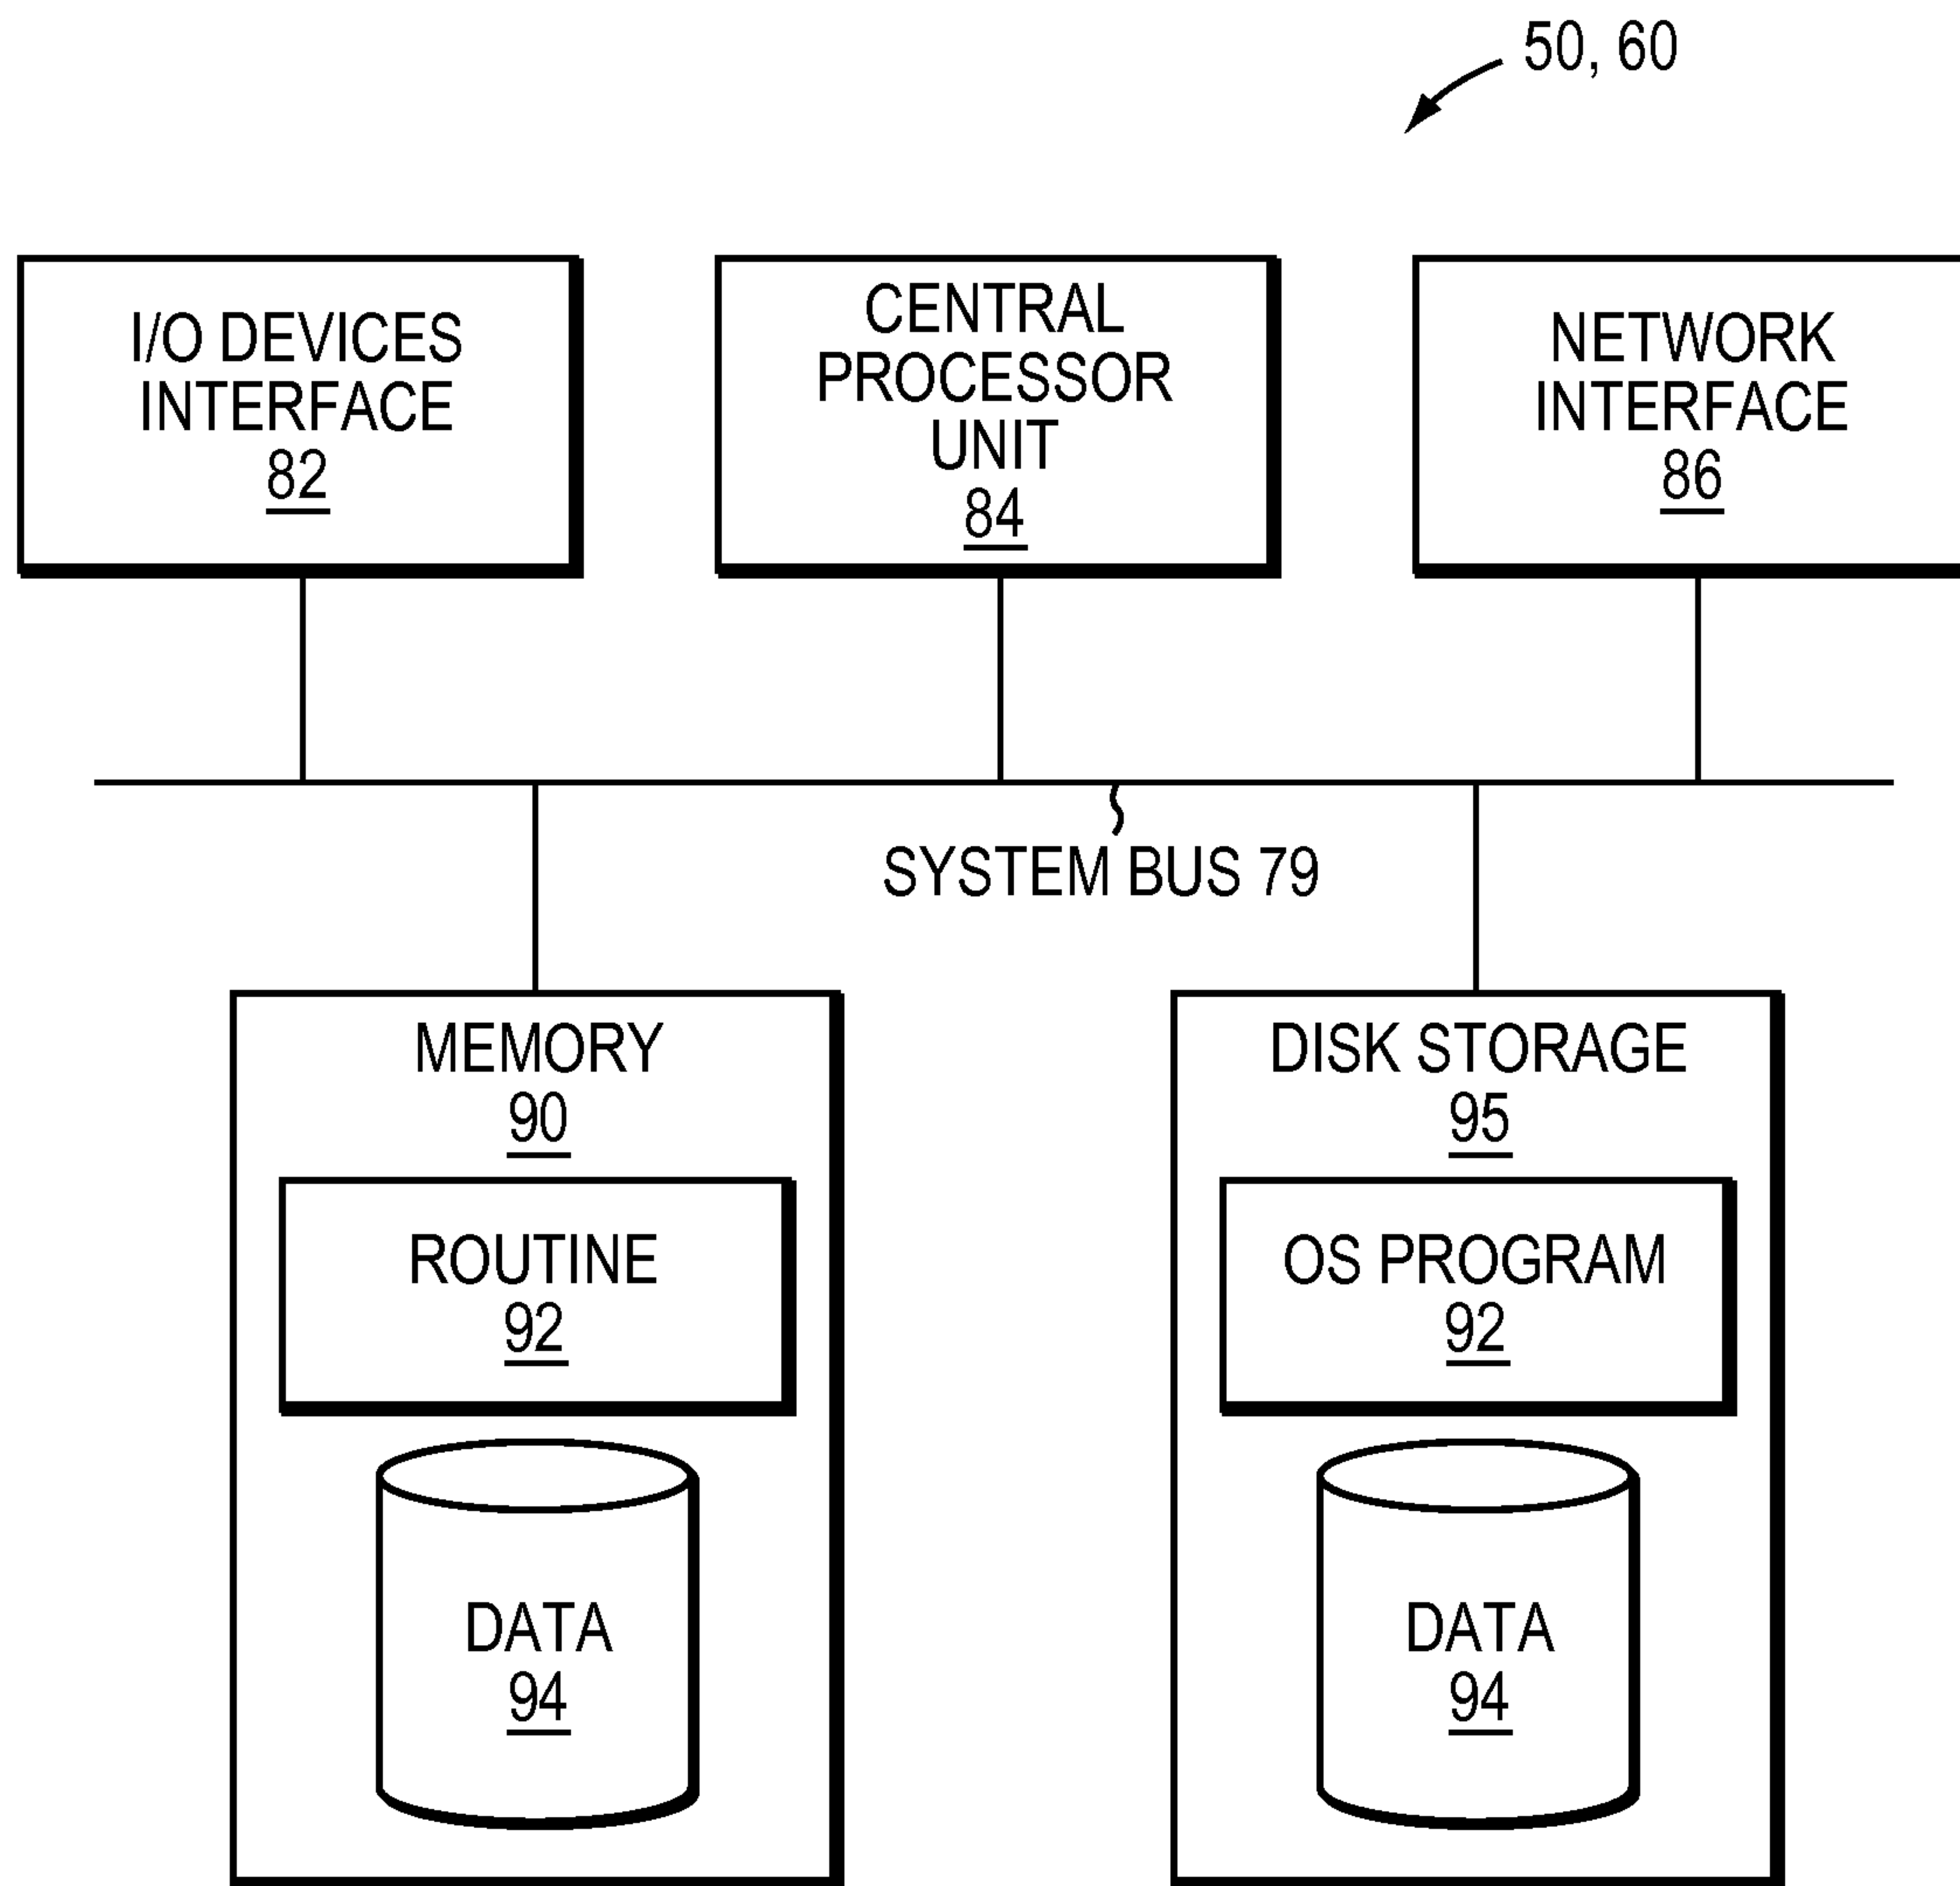 50, 60
I/O DEVICES
INTERFACE
82
CENTRAL
PROCESSOR
UNIT
84
NETWORK
INTERFACE
86
SYSTEM BUS 79
MEMORY
90
ROUTINE
92
DATA
94
DISK STORAGE
95
OS PROGRAM
92
DATA
94